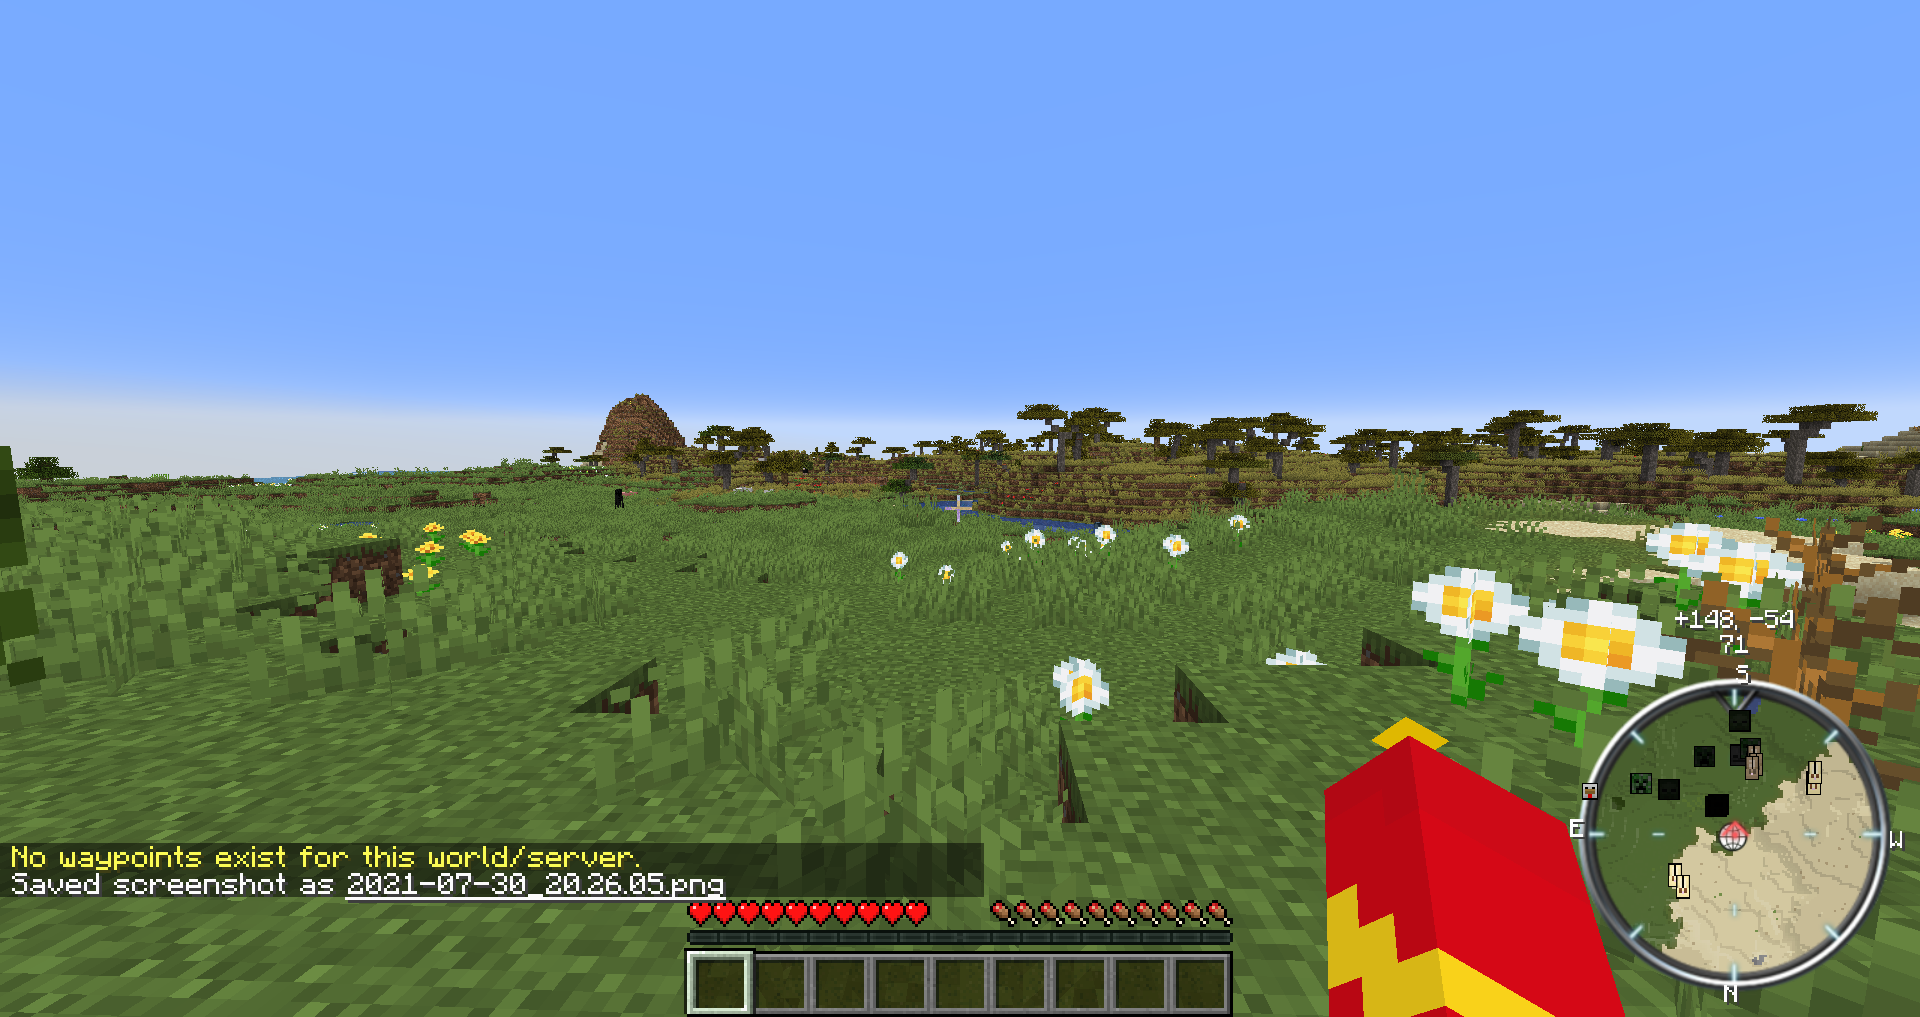 +148, -54
71
S
E
W
No waypoints exist for this world/server.
Saved screenshot as 2021-07-30_20.26.05.png
N